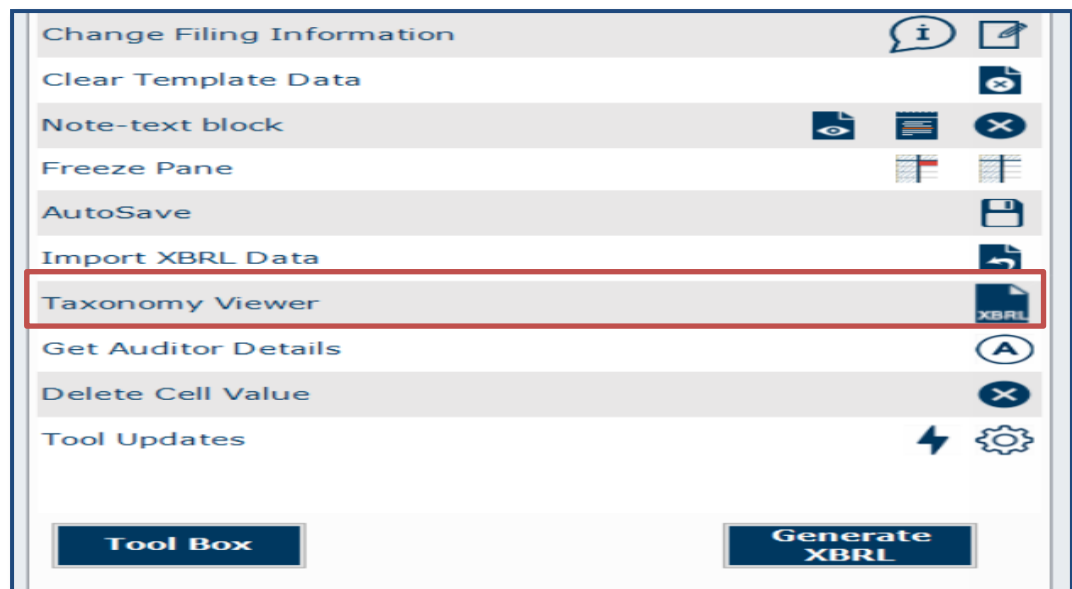 Change Filing Information
Clear Template Data
Note-text block
Freeze Pane
AutoSave
Import XBRL Data
Taxonomy Viewer
XBRL
Get Auditor Details
A
Delete Cell Value
Tool Updates
Tool Box
Generate
XBRL